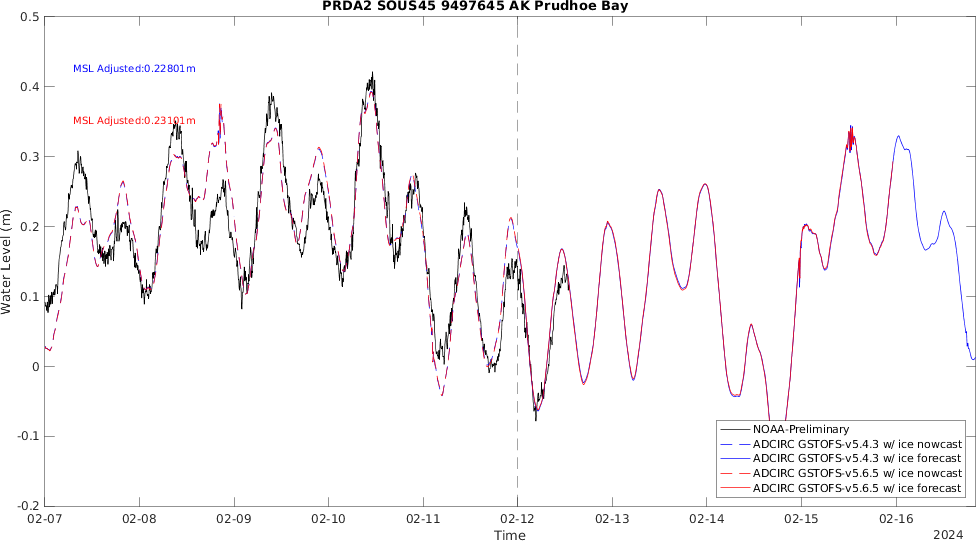 PRDA2 SOUS45 9497645 AK Prudhoe Bay
0.5
MSL Adjusted:0.22801m
0.4
MSL Adjusted:0.23101m
0.3
0.2
Water Level (m)
0.1
0
-0.1
-0.2
NOAA-Preliminary
ADCIRC GSTOFS-v5.4.3 w/ ice nowcast
ADCIRC GSTOFS-v5.4.3 w/ ice forecast
ADCIRC GSTOFS-v5.6.5 w/ ice nowcast
ADCIRC GSTOFS-v5.6.5 w/ ice forecast
02-07 02-08 02-09 02-10 02-11 02-12 02-13 02-14 02-15 02-16
Time
2024